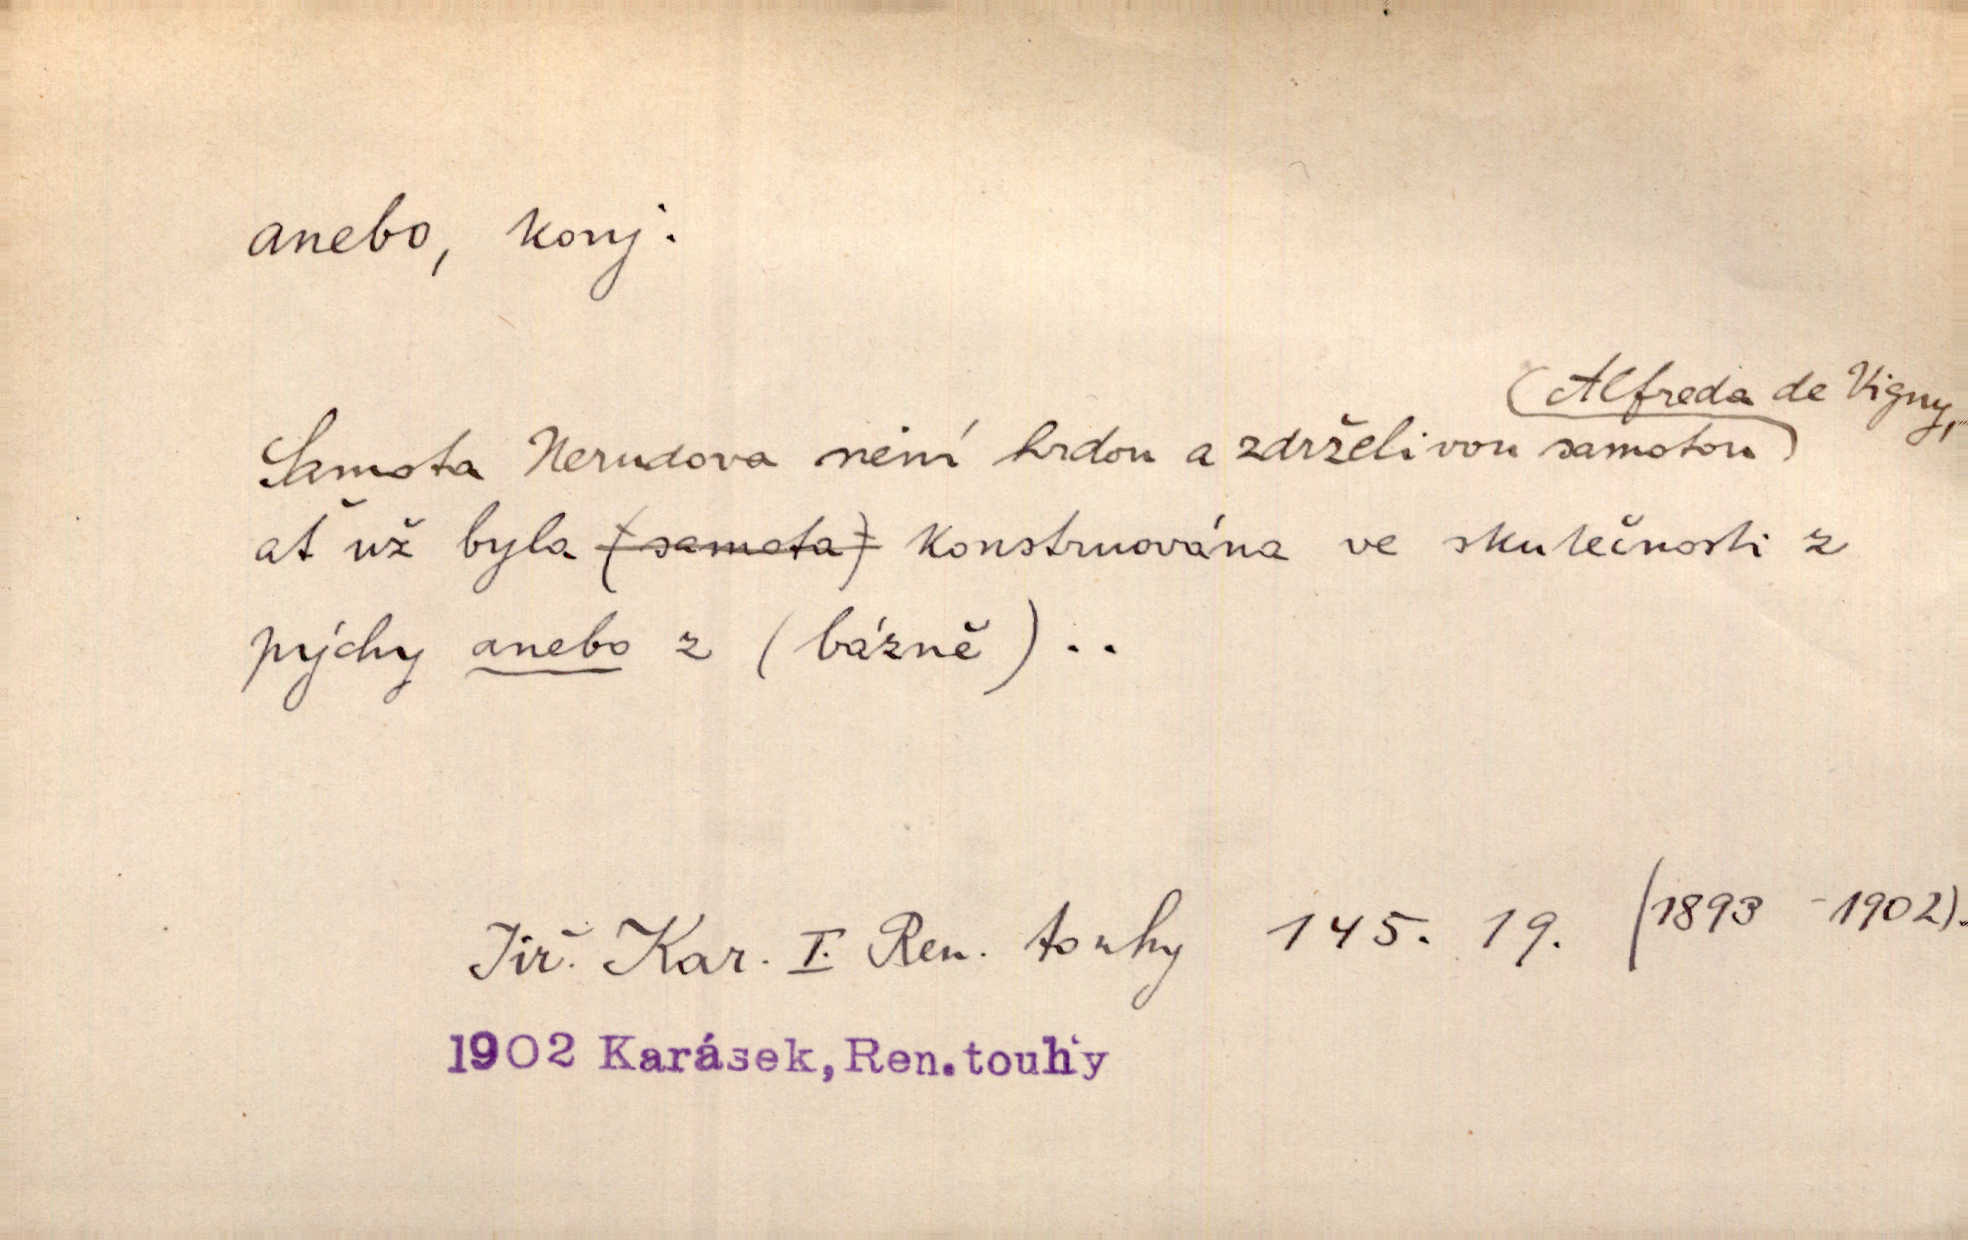 anebo, konj.
(Alfreda de Vigny,
Samota Nerudova není hrdou a zdrželivou samotou)
ať už byla (samota) konstruována ve skutečnosti z
pýchy anebo z (bázně)..
Jiř. Kar. I. Ren. touhy 145. 19. (1893 - 1902).
1902 Karásek, Ren. touhy